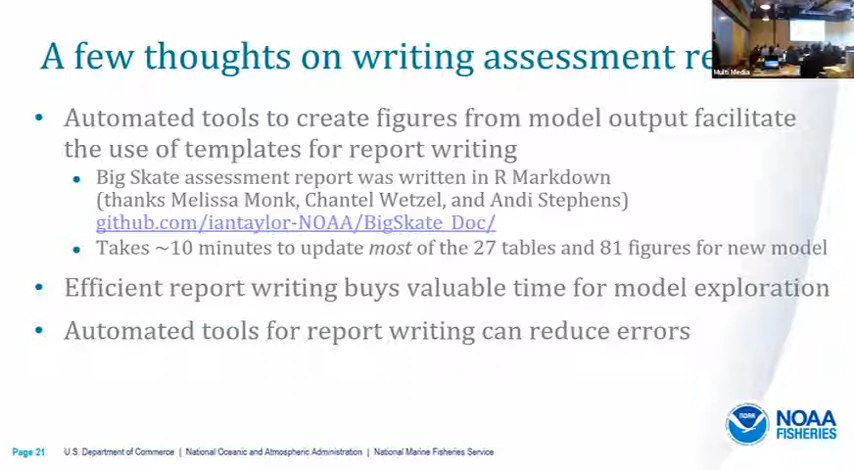 A few thoughts on writing assessment re
Multi Media
• Automated tools to create figures from model output facilitate
the use of templates for report writing
• Big Skate assessment report was written in R Markdown
(thanks Melissa Monk, Chantel Wetzel, and Andi Stephens)
github.com/iantaylor-NOAA/BigSkate_Doc/
• Takes ~10 minutes to update most of the 27 tables and 81 figures for new model
• Efficient report writing buys valuable time for model exploration
• Automated tools for report writing can reduce errors
NOAA
NOAA
FISHERIES
Page 21 U.S. Department of Commerce | National Oceanic and Atmospheric Administration | National Marine Fisheries Service